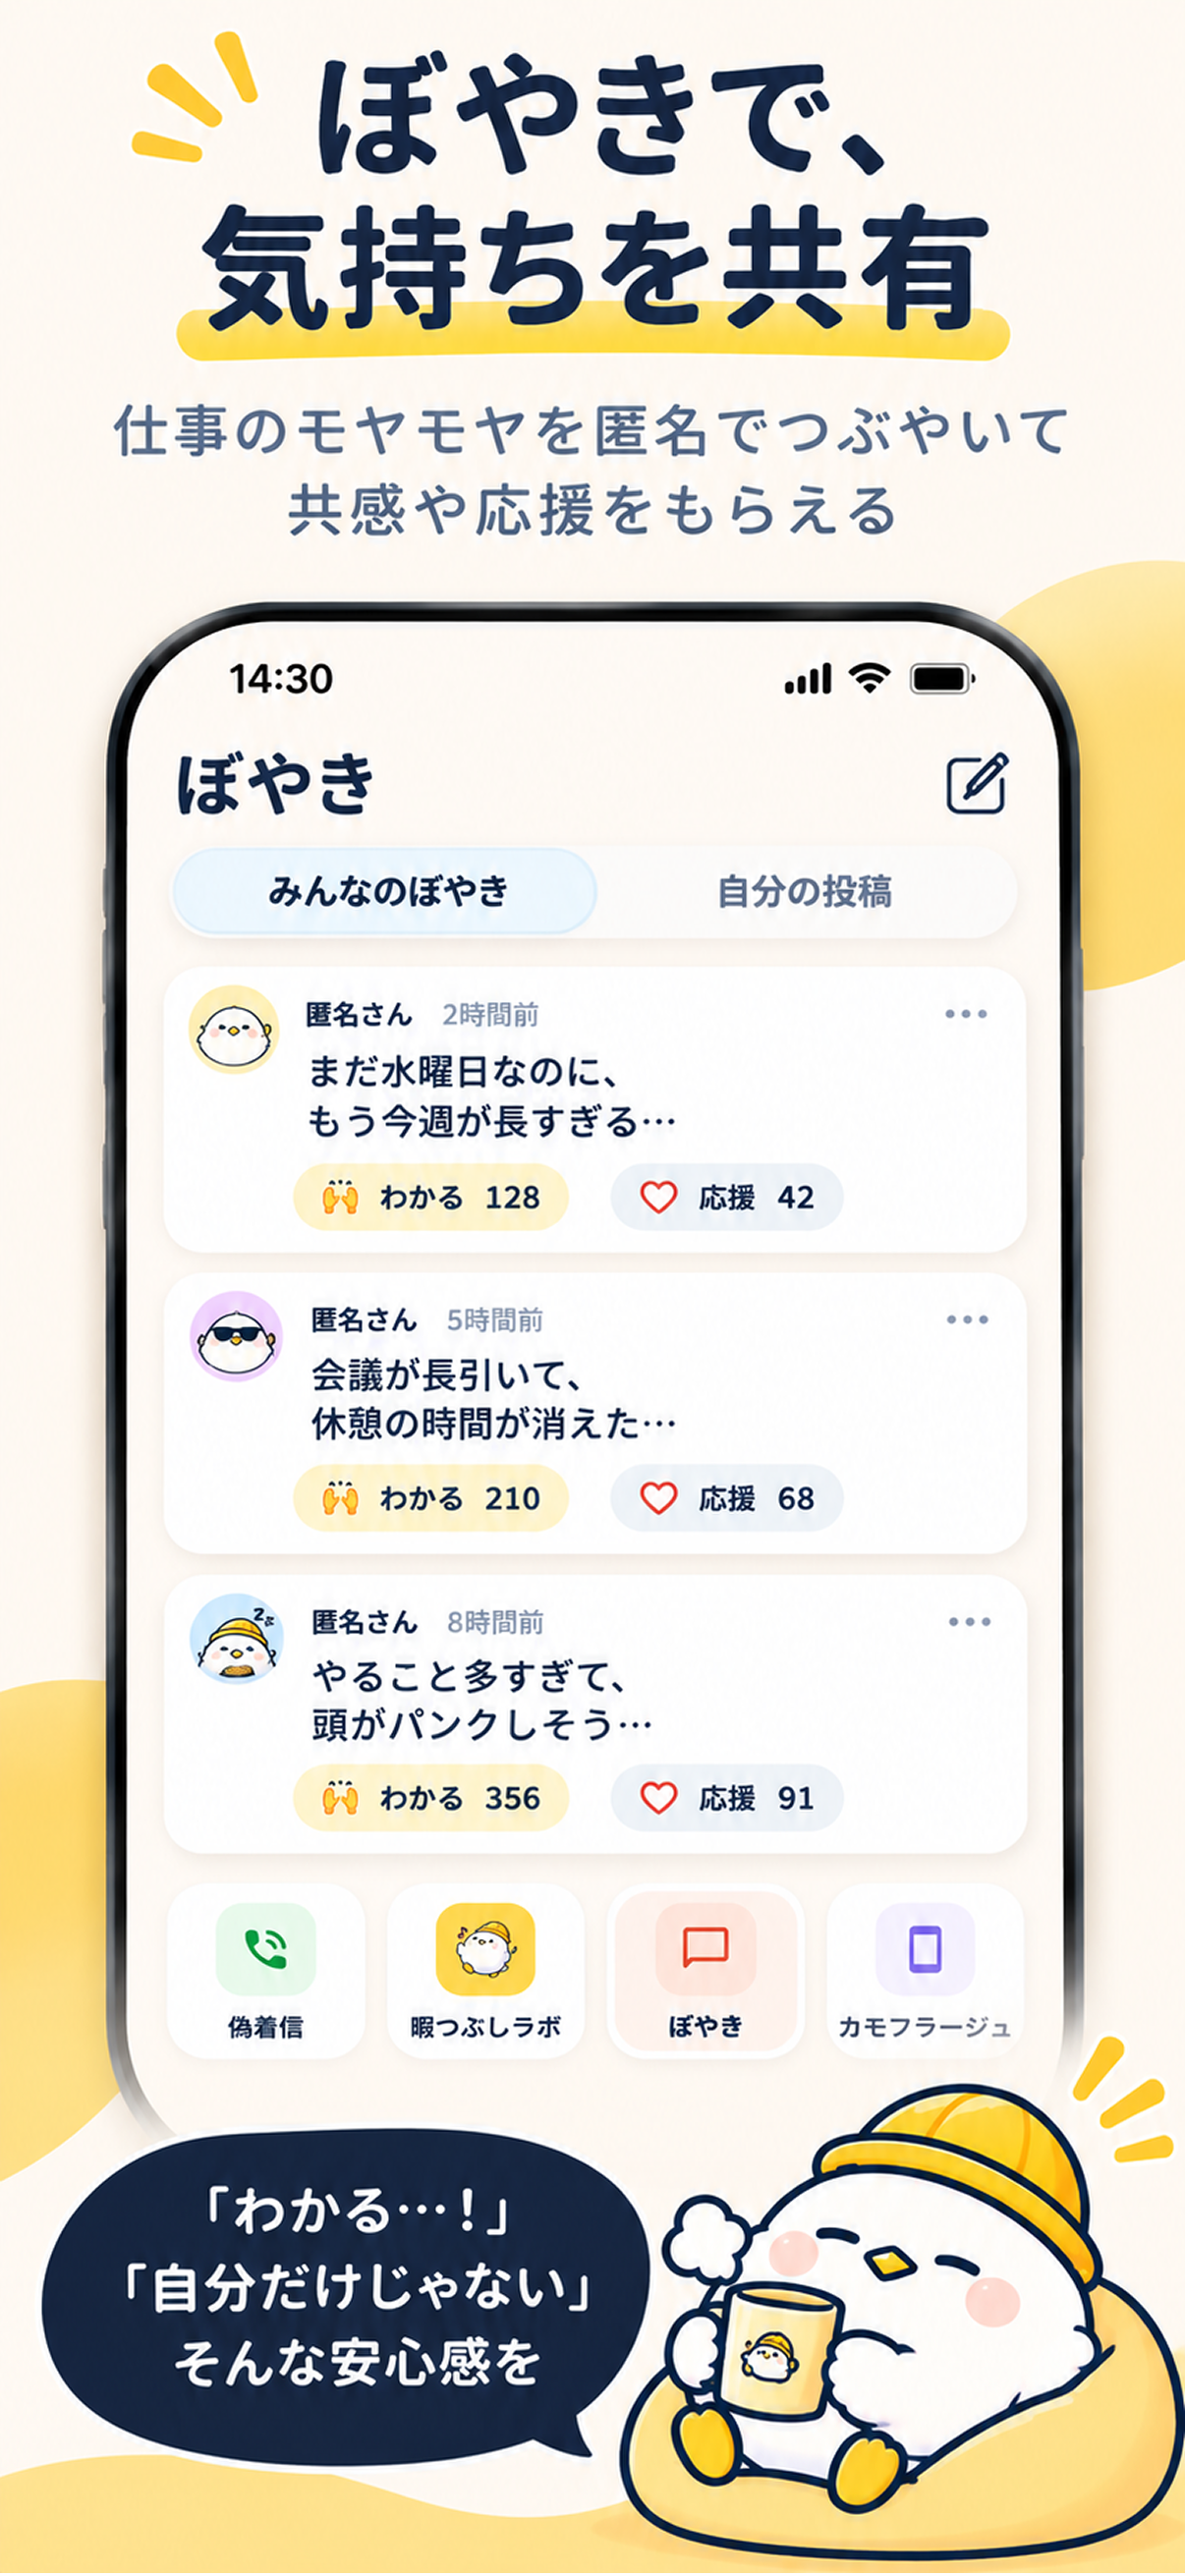 ぼやきで、
気持ちを共有
仕事のモヤモヤを匿名でつぶやいて
共感や応援をもらえる
14:30
ぼやき
みんなのぼやき 自分の投稿
匿名さん 2時間前
まだ水曜日なのに、
もう今週が長すぎる…
わかる 128 応援 42
匿名さん 5時間前
会議が長引いて、
休憩の時間が消えた…
わかる 210 応援 68
匿名さん 8時間前
やること多すぎて、
頭がパンクしそう…
わかる 356 応援 91
偽着信 暇つぶしラボ ぼやき カモフラージュ
「わかる…！」
「自分だけじゃない」
そんな安心感を